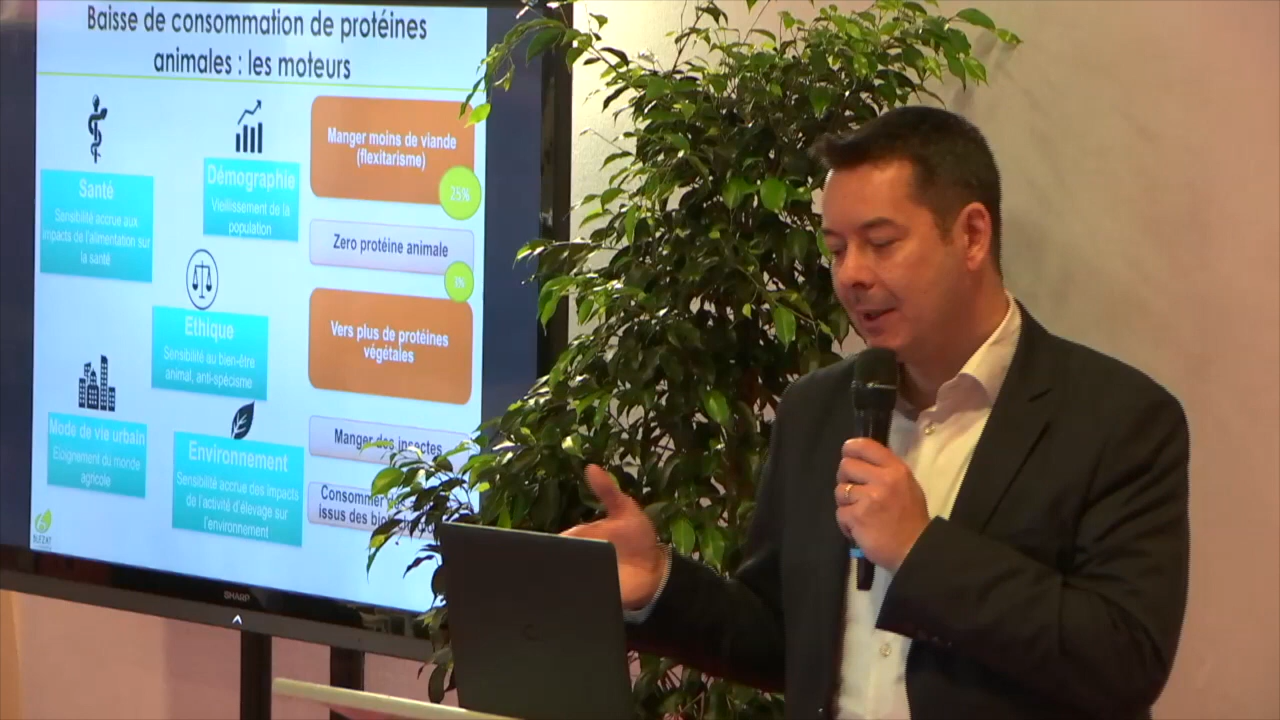 Baisse de consommation de protéines
animales : les moteurs
Santé
Sensibilité accrue aux
impacts de l'alimentation sur
la santé
Démographie
Vieillissement de la
population
Ethique
Sensibilité au bien-être
animal, anti-spécisme
Mode de vie urbain
Eloignement du monde
agricole
Environnement
Sensibilité accrue des impacts
de l'activité d'élevage sur
l'environnement
Manger moins de viande
(flexitarisme)
25%
Zero protéine animale
Vers plus de protéines
végétales
Manger des insectes
Consommer
issus des
SHARP